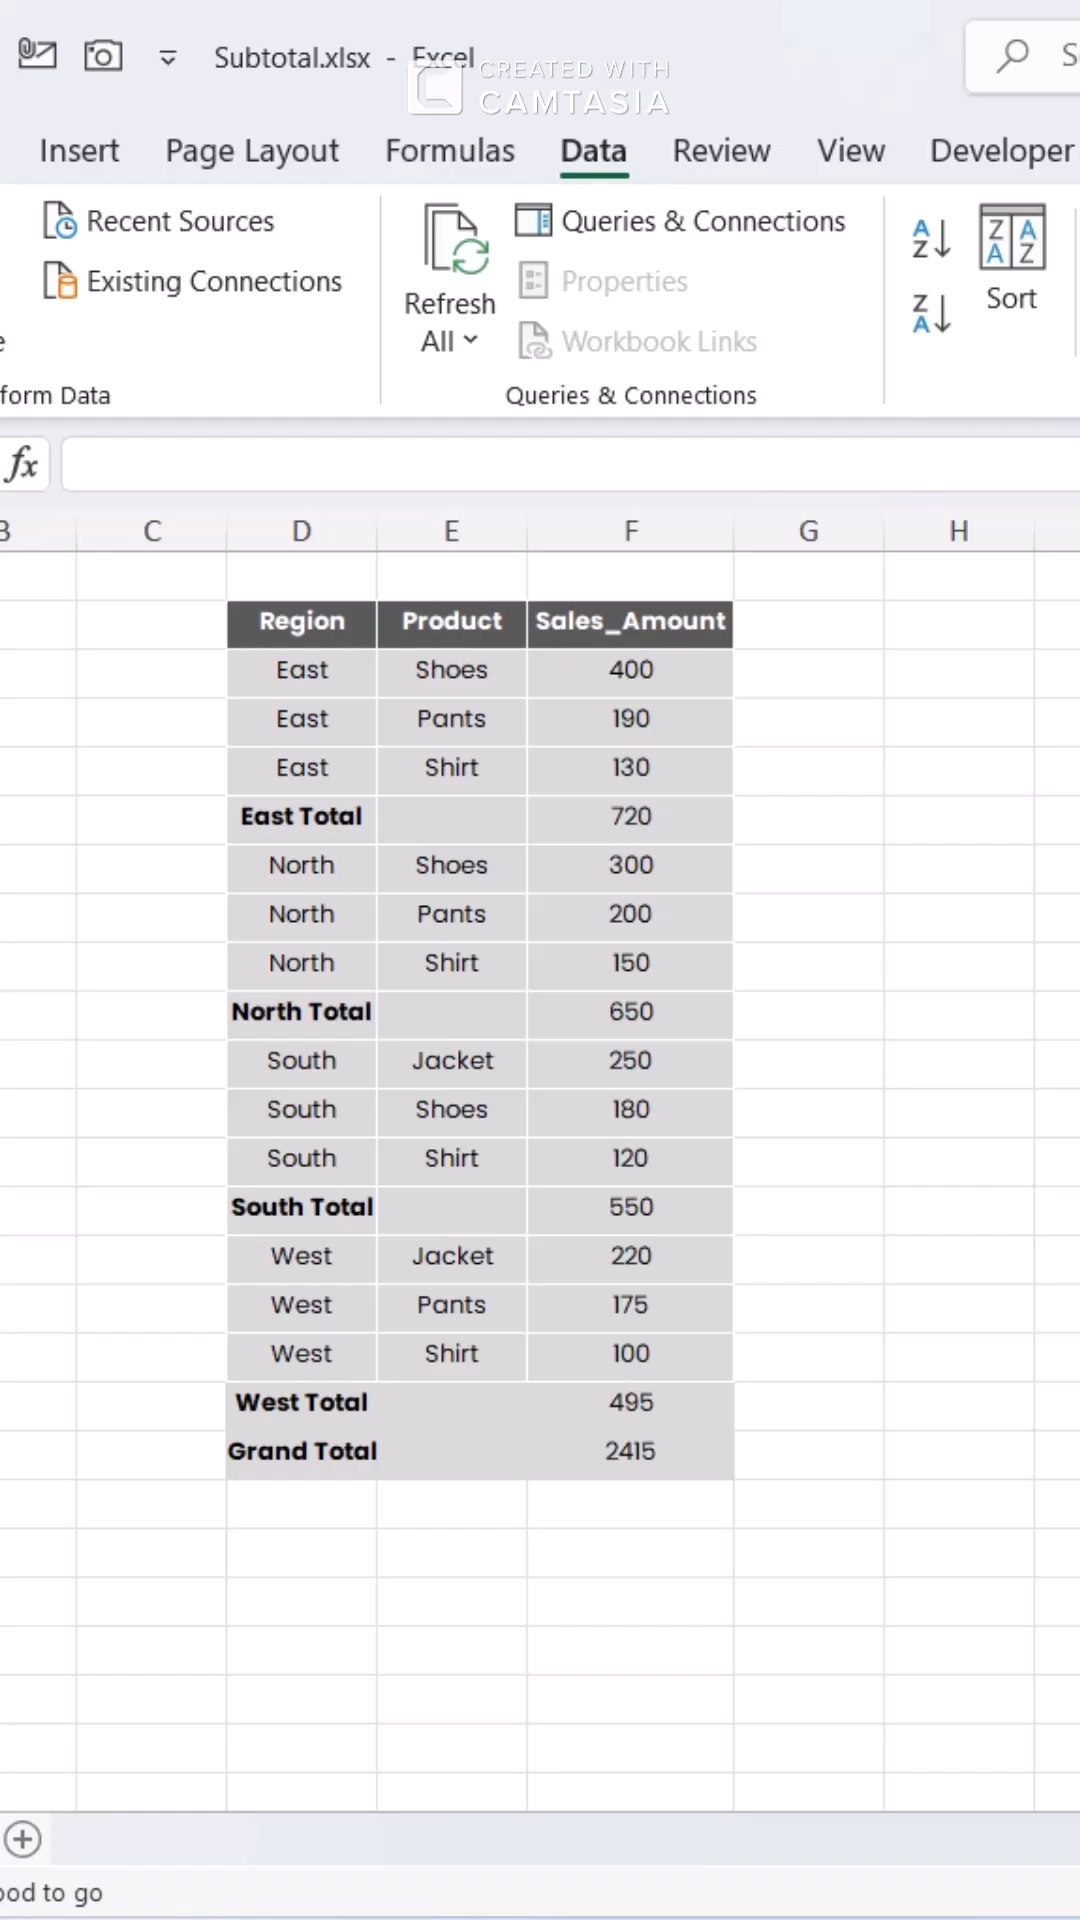 Subtotal.xlsx - Excel
CREATED WITH
CAMTASIA
Insert Page Layout Formulas Data Review View Developer
Recent Sources
Existing Connections
form Data
Refresh
All
Queries & Connections
Properties
Workbook Links
Queries & Connections
A
Z
Z
A
Z A
A Z
Sort
fx
B C D E F G H
Region Product Sales_Amount
East Shoes 400
East Pants 190
East Shirt 130
East Total 720
North Shoes 300
North Pants 200
North Shirt 150
North Total 650
South Jacket 250
South Shoes 180
South Shirt 120
South Total 550
West Jacket 220
West Pants 175
West Shirt 100
West Total 495
Grand Total 2415
ood to go